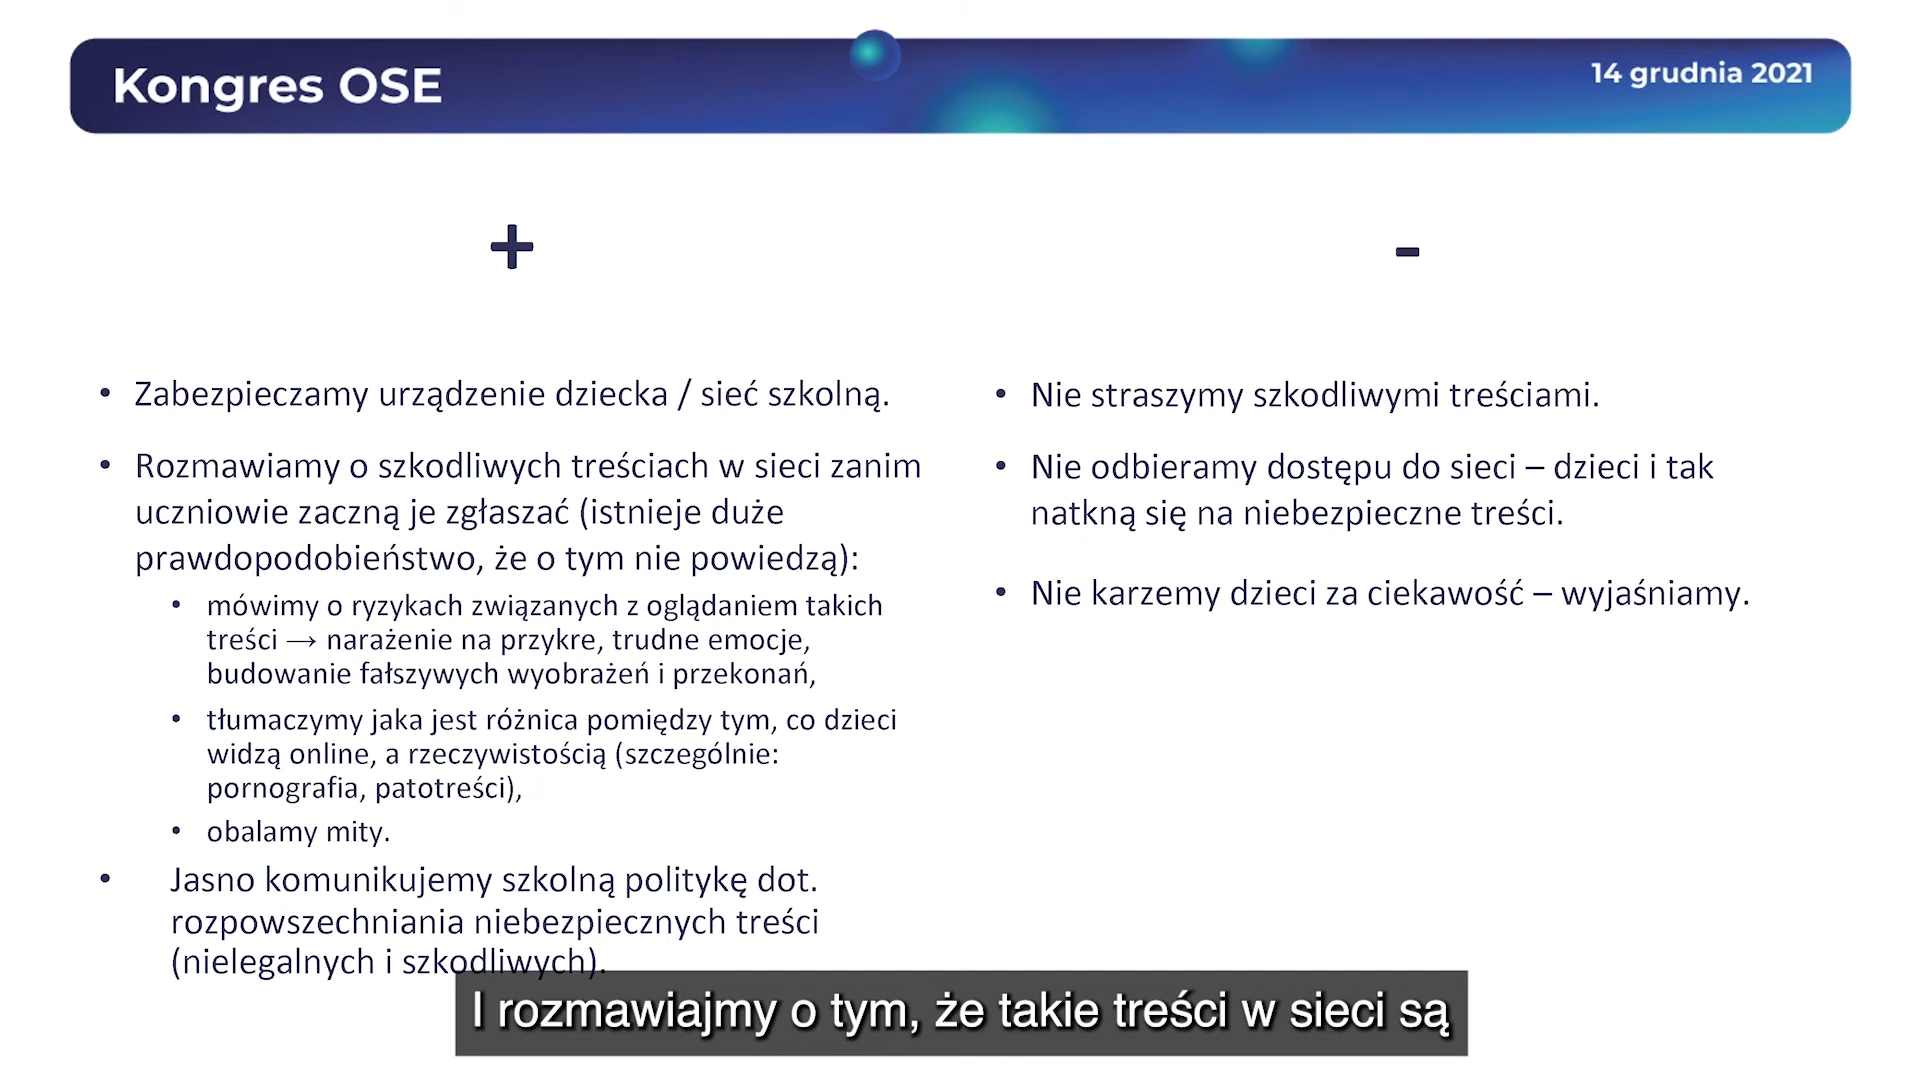 Kongres OSE
14 grudnia 2021
+
• Zabezpieczamy urządzenie dziecka / sieć szkolną.
• Rozmawiamy o szkodliwych treściach w sieci zanim
uczniowie zaczną je zgłaszać (istnieje duże
prawdopodobieństwo, że o tym nie powiedzą):
• mówimy o ryzykach związanych z oglądaniem takich
treści → narażenie na przykre, trudne emocje,
budowanie fałszywych wyobrażeń i przekonań,
• tłumaczymy jaka jest różnica pomiędzy tym, co dzieci
widzą online, a rzeczywistością (szczególnie:
pornografia, patotreści),
• obalamy mity.
• Jasno komunikujemy szkolną politykę dot.
rozpowszechniania niebezpiecznych treści
(nielegalnych i szkodliwych).
-
• Nie straszymy szkodliwymi treściami.
• Nie odbieramy dostępu do sieci – dzieci i tak
natkną się na niebezpieczne treści.
• Nie karzemy dzieci za ciekawość – wyjaśniamy.
I rozmawiajmy o tym, że takie treści w sieci są